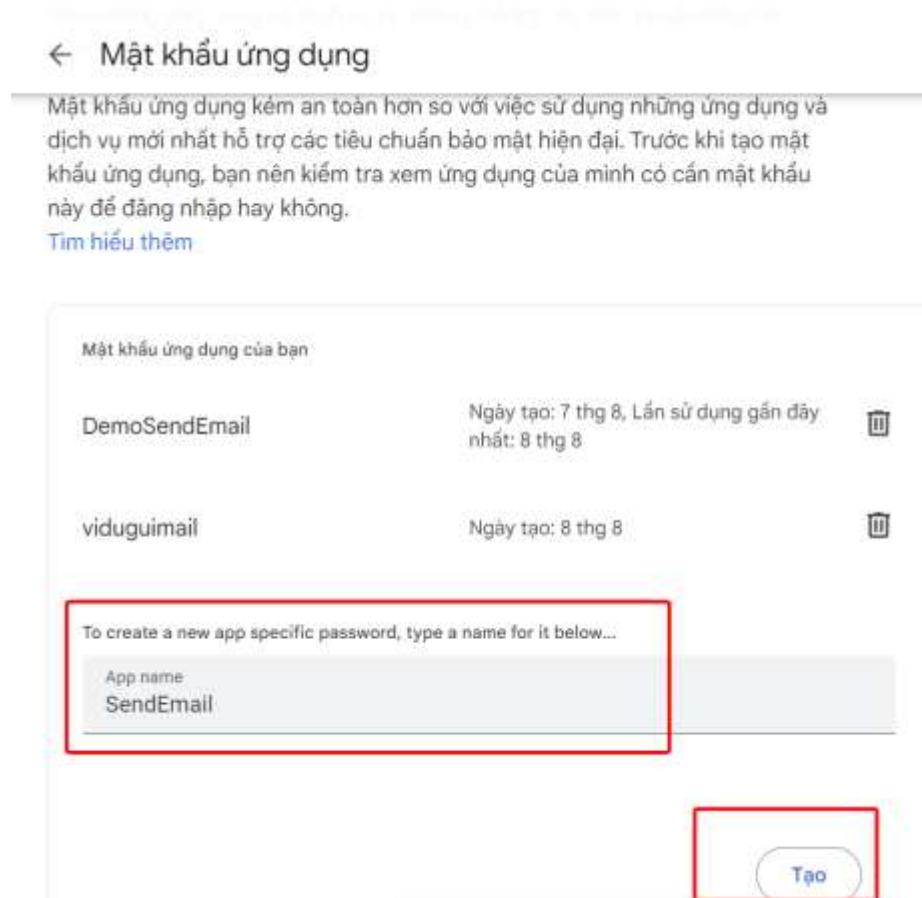 Mật khẩu ứng dụng
Mật khẩu ứng dụng kém an toàn hơn so với việc sử dụng những ứng dụng và
dịch vụ mới nhất hỗ trợ các tiêu chuẩn bảo mật hiện đại. Trước khi tạo mật
khẩu ứng dụng, bạn nên kiểm tra xem ứng dụng của mình có cần mật khẩu
này để đăng nhập hay không.
Tìm hiểu thêm
Mật khẩu ứng dụng của bạn
DemoSendEmail
Ngày tạo: 7 thg 8, Lần sử dụng gần đây
nhất: 8 thg 8
viduguimail
Ngày tạo: 8 thg 8
To create a new app specific password, type a name for it below...
App name
SendEmail
Tạo